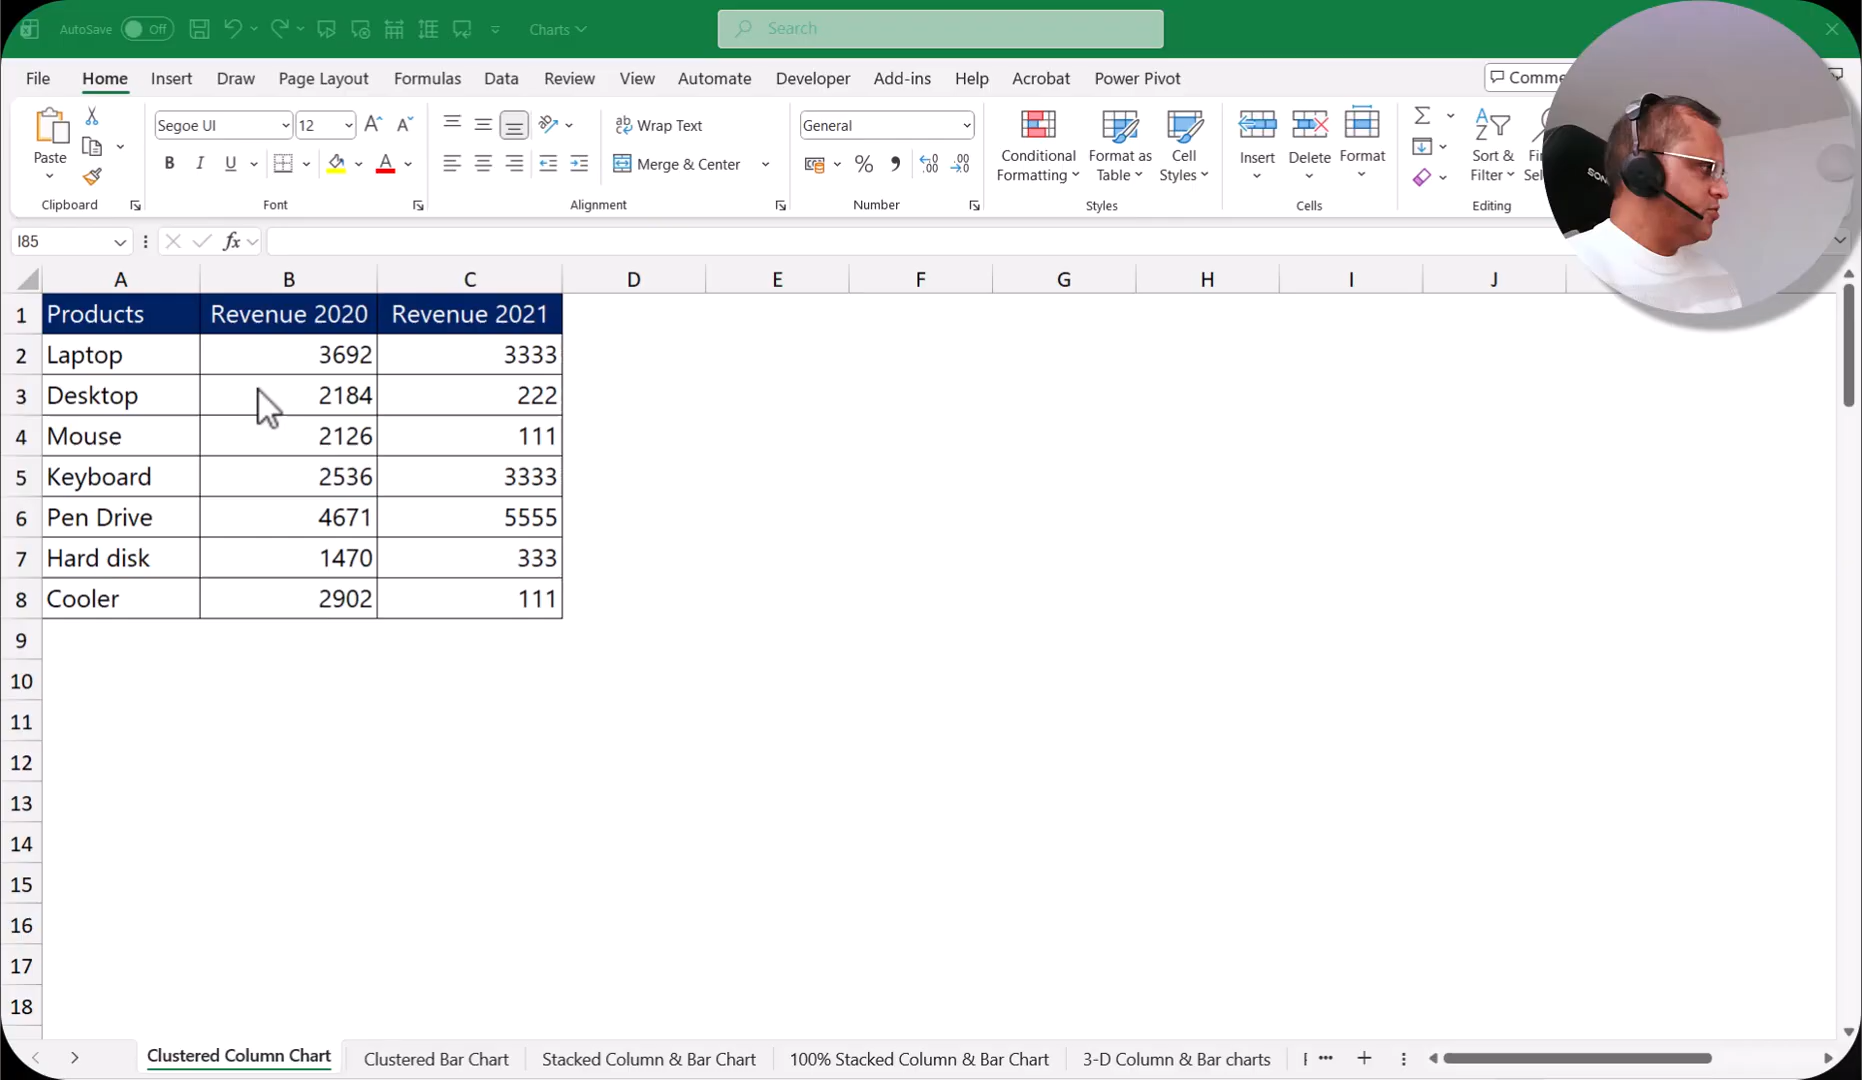 AutoSave Off Charts Search
File Home Insert Draw Page Layout Formulas Data Review View Automate Developer Add-ins Help Acrobat Power Pivot
Paste
Clipboard
Segoe UI 12
B I U A
Font
ab Wrap Text
Merge & Center
Alignment
General
% 9 .00
Number
Conditional Formatting
Format as Table
Cell Styles
Styles
Insert Delete Format
Cells
Sort & Filter
Editing
SONY
I85 fx
A B C D E F G H I J
1 Products Revenue 2020 Revenue 2021
2 Laptop 3692 3333
3 Desktop 2184 222
4 Mouse 2126 111
5 Keyboard 2536 3333
6 Pen Drive 4671 5555
7 Hard disk 1470 333
8 Cooler 2902 111
9
10
11
12
13
14
15
16
17
18
Clustered Column Chart Clustered Bar Chart Stacked Column & Bar Chart 100% Stacked Column & Bar Chart 3-D Column & Bar charts